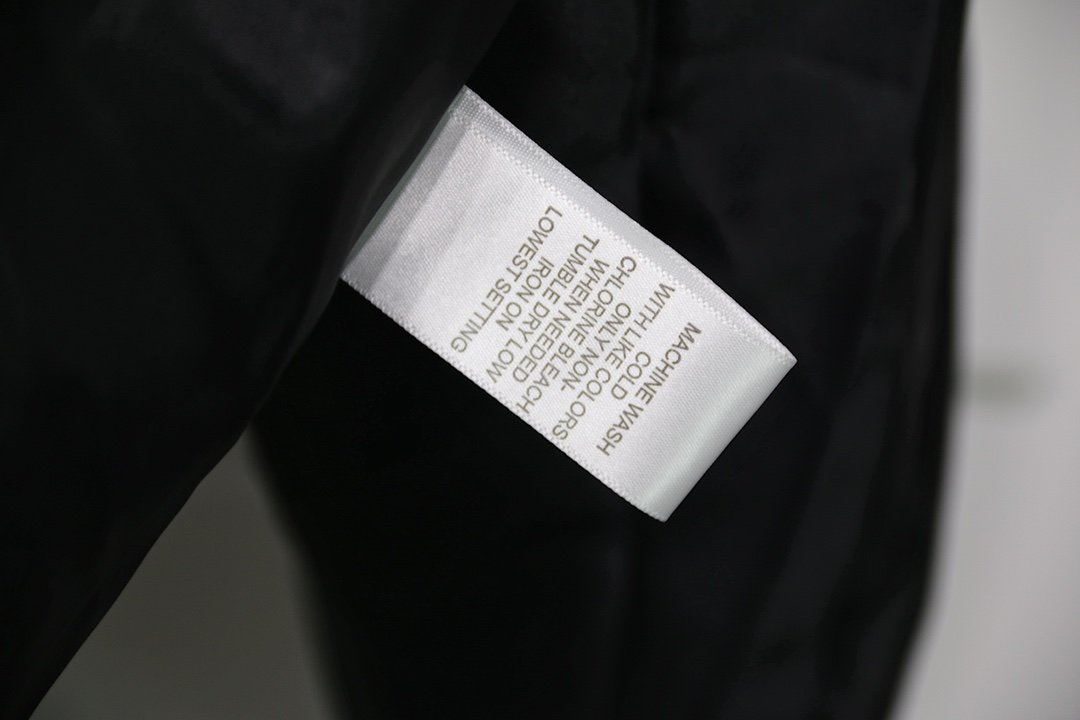 MACHINE WASH
COLD
WITH LIKE COLORS
ONLY NON-
CHLORINE BLEACH
WHEN NEEDED
TUMBLE DRY LOW
IRON ON
LOWEST SETTING